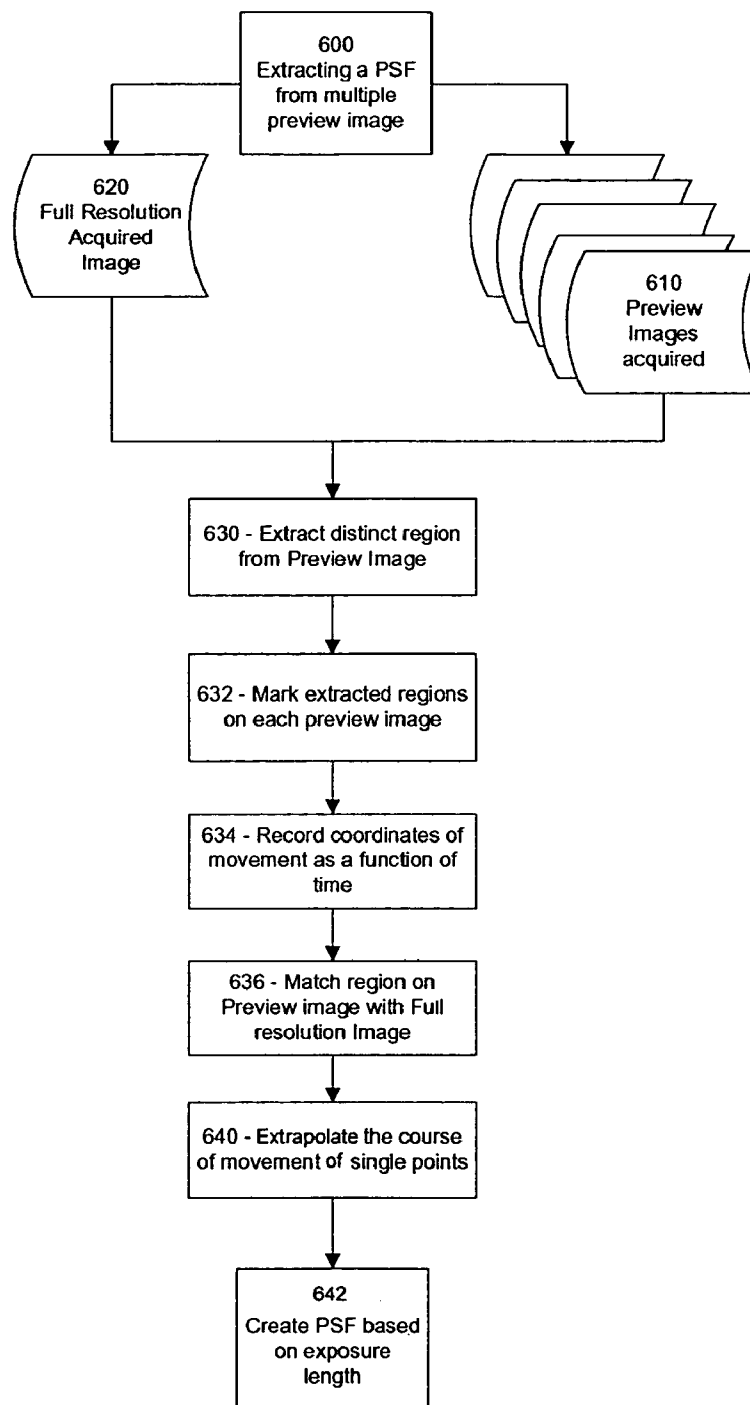 600
Extracting a PSF
from multiple
preview image
620
Full Resolution
Acquired
Image
610
Preview
Images
acquired
630 - Extract distinct region
from Preview Image
632 - Mark extracted regions
on each preview image
634 - Record coordinates of
movement as a function of
time
636 - Match region on
Preview image with Full
resolution Image
640 - Extrapolate the course
of movement of single points
642
Create PSF based
on exposure
length